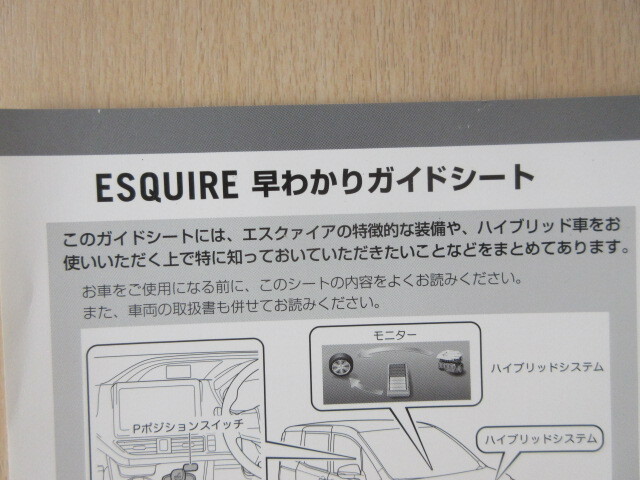 ESQUIRE 早わかりガイドシート
このガイドシートには、エスクァイアの特徴的な装備や、ハイブリッド車をお
使いいただく上で特に知っておいていただきたいことなどをまとめてあります。
お車をご使用になる前に、このシートの内容をよくお読みください。
また、車両の取扱書も併せてお読みください。
モニター
ハイブリッドシステム
Pポジションスイッチ
ハイブリッドシステム